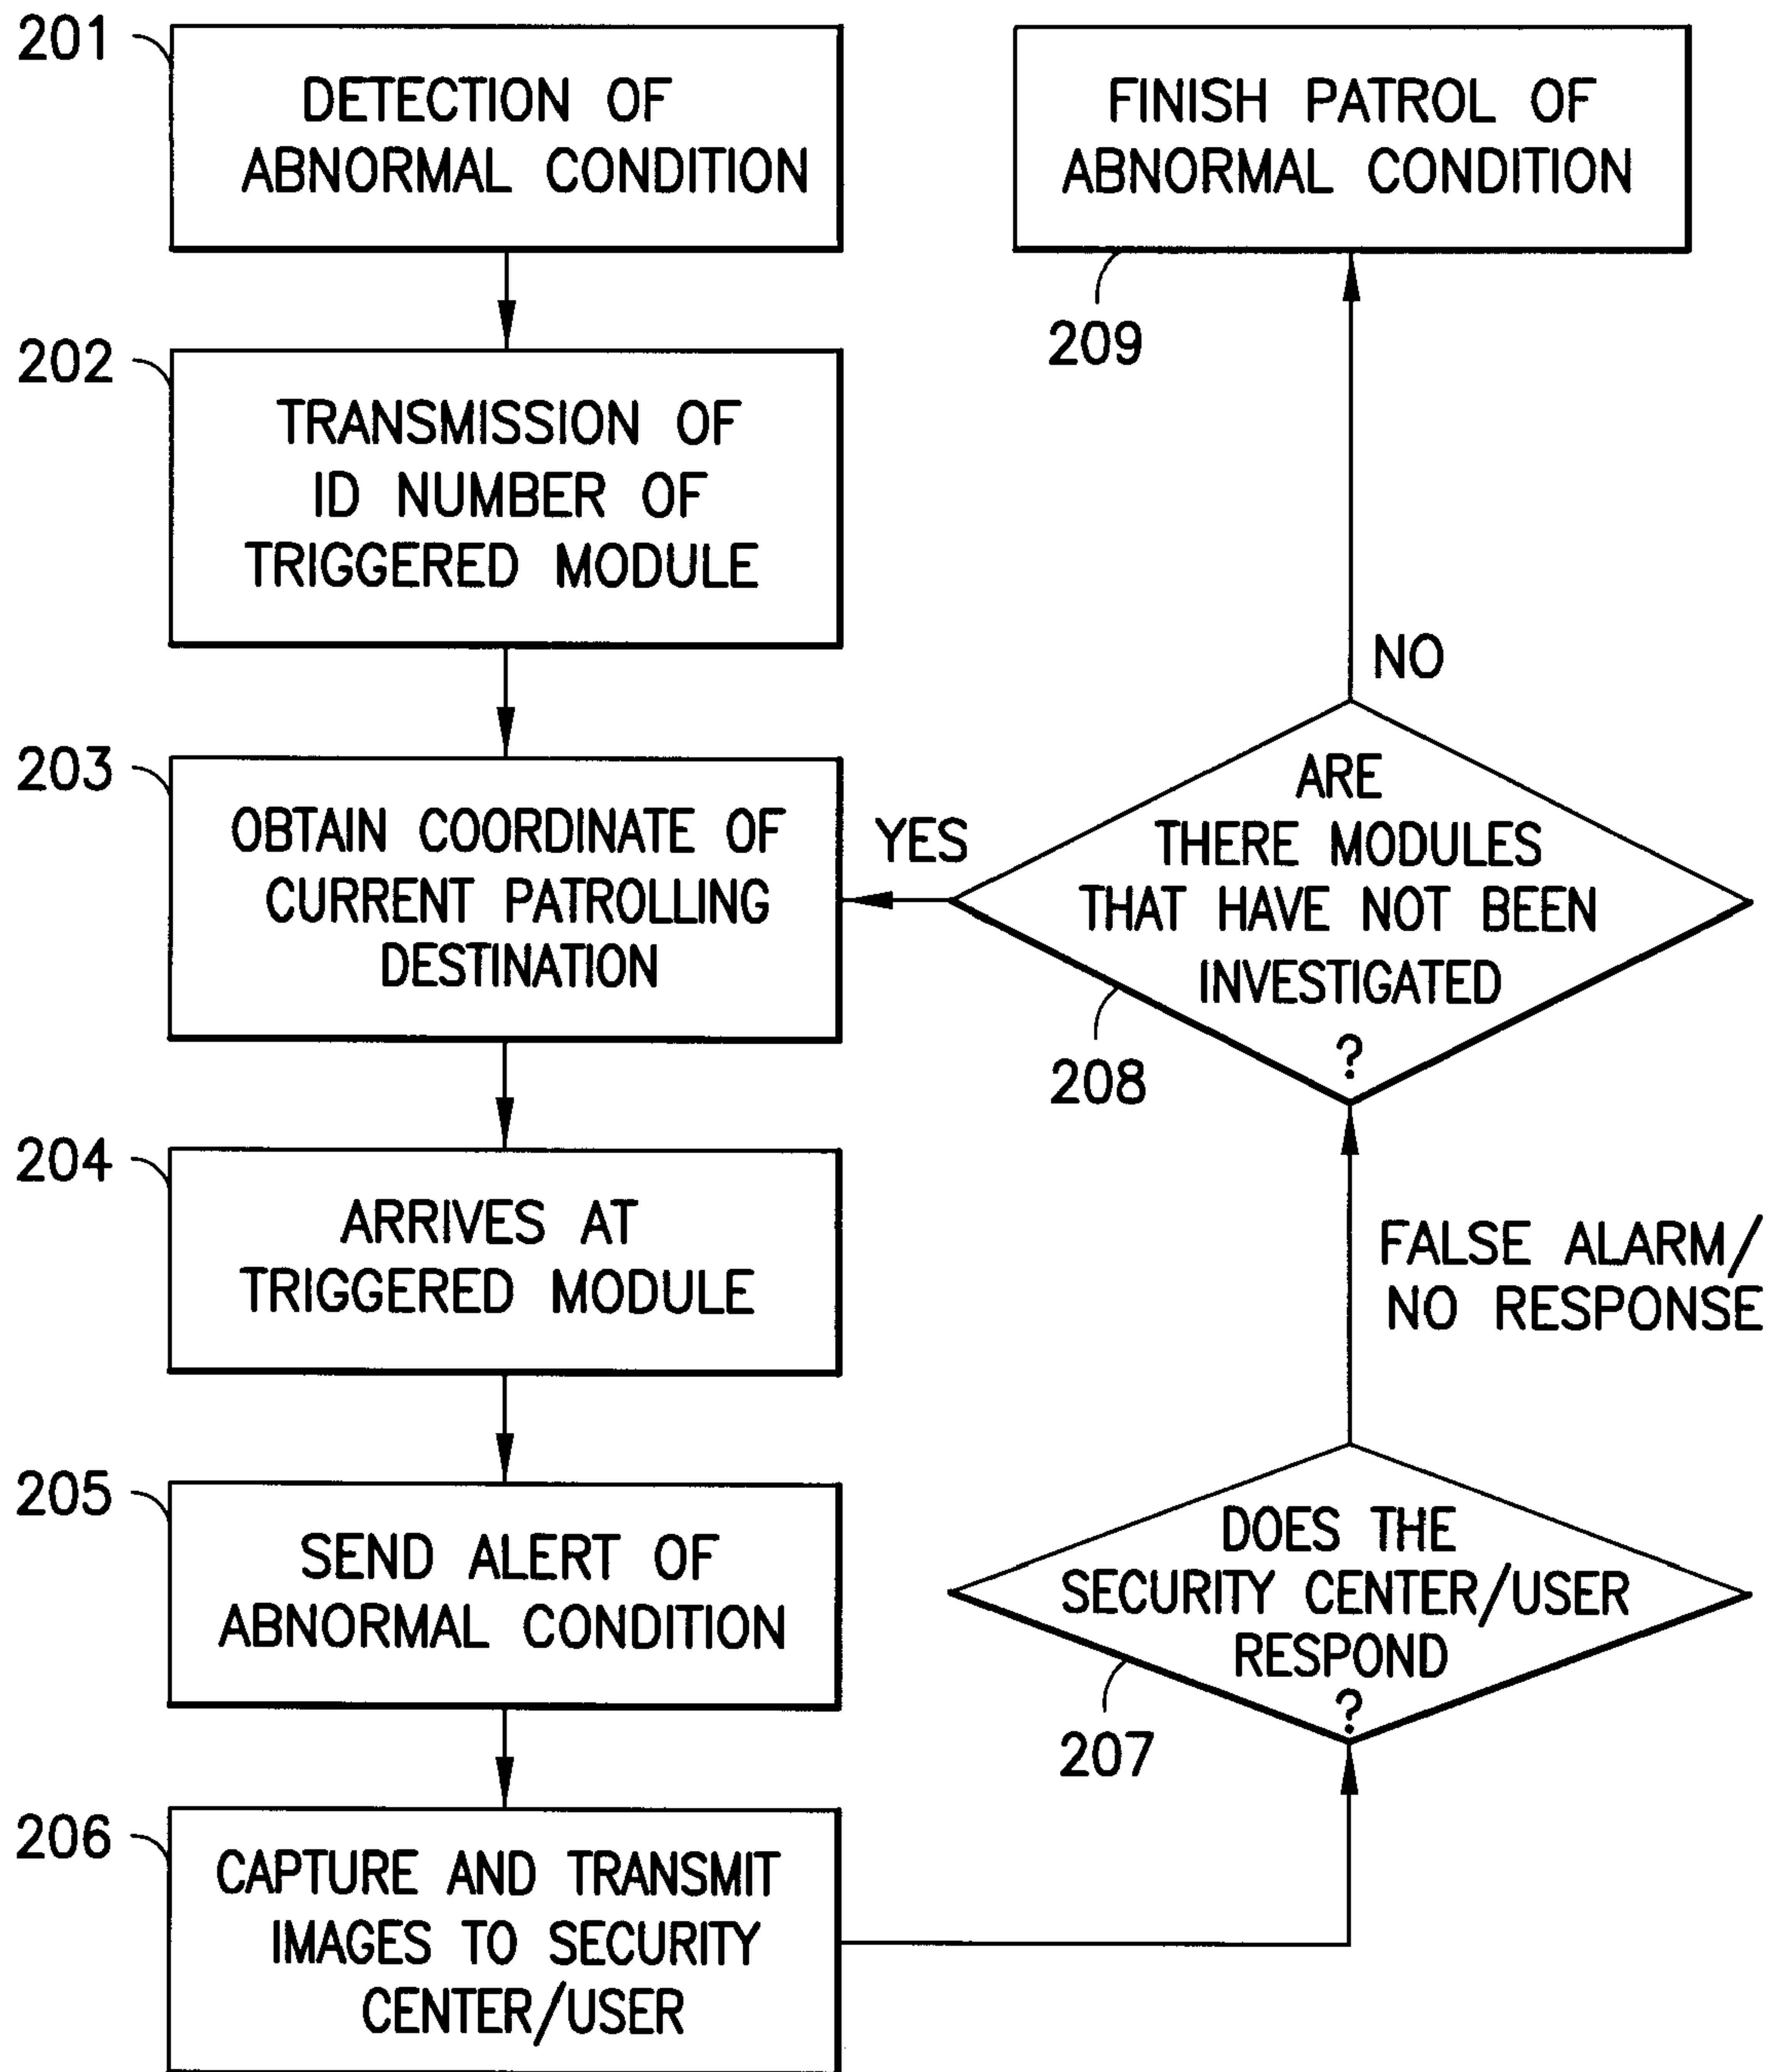 201
DETECTION OF
ABNORMAL CONDITION
202
TRANSMISSION OF
ID NUMBER OF
TRIGGERED MODULE
203
OBTAIN COORDINATE OF
CURRENT PATROLLING
DESTINATION
204
ARRIVES AT
TRIGGERED MODULE
205
SEND ALERT OF
ABNORMAL CONDITION
206
CAPTURE AND TRANSMIT
IMAGES TO SECURITY
CENTER/USER
DOES THE
SECURITY CENTER/USER
RESPOND
?
207
FALSE ALARM/
NO RESPONSE
ARE
THERE MODULES
THAT HAVE NOT BEEN
INVESTIGATED
?
208
YES
NO
FINISH PATROL OF
ABNORMAL CONDITION
209